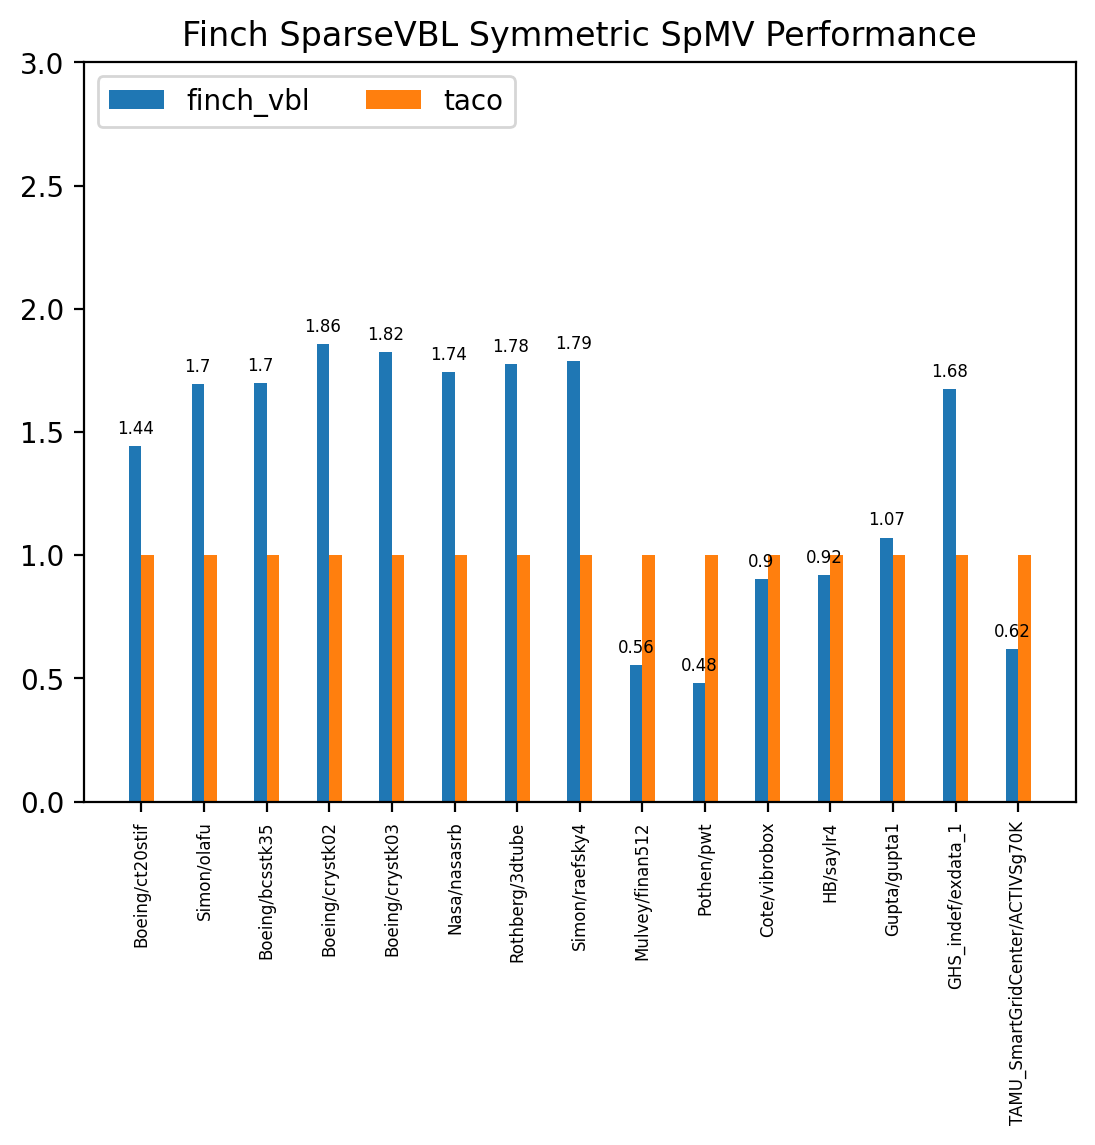 Finch SparseVBL Symmetric SpMV Performance
finch_vbl
taco
3.0
2.5
2.0
1.5
1.0
0.5
0.0
1.44
1.7
1.7
1.86
1.82
1.74
1.78
1.79
0.56
0.48
0.9
0.92
1.07
1.68
0.62
Boeing/ct20stif
Simon/olafu
Boeing/bcsstk35
Boeing/crystk02
Boeing/crystk03
Nasa/nasasrb
Rothberg/3dtube
Simon/raefsky4
Mulvey/finan512
Pothen/pwt
Cote/vibrobox
HB/saylr4
Gupta/gupta1
GHS_indef/exdata_1
TAMU_SmartGridCenter/ACTIVSg70K